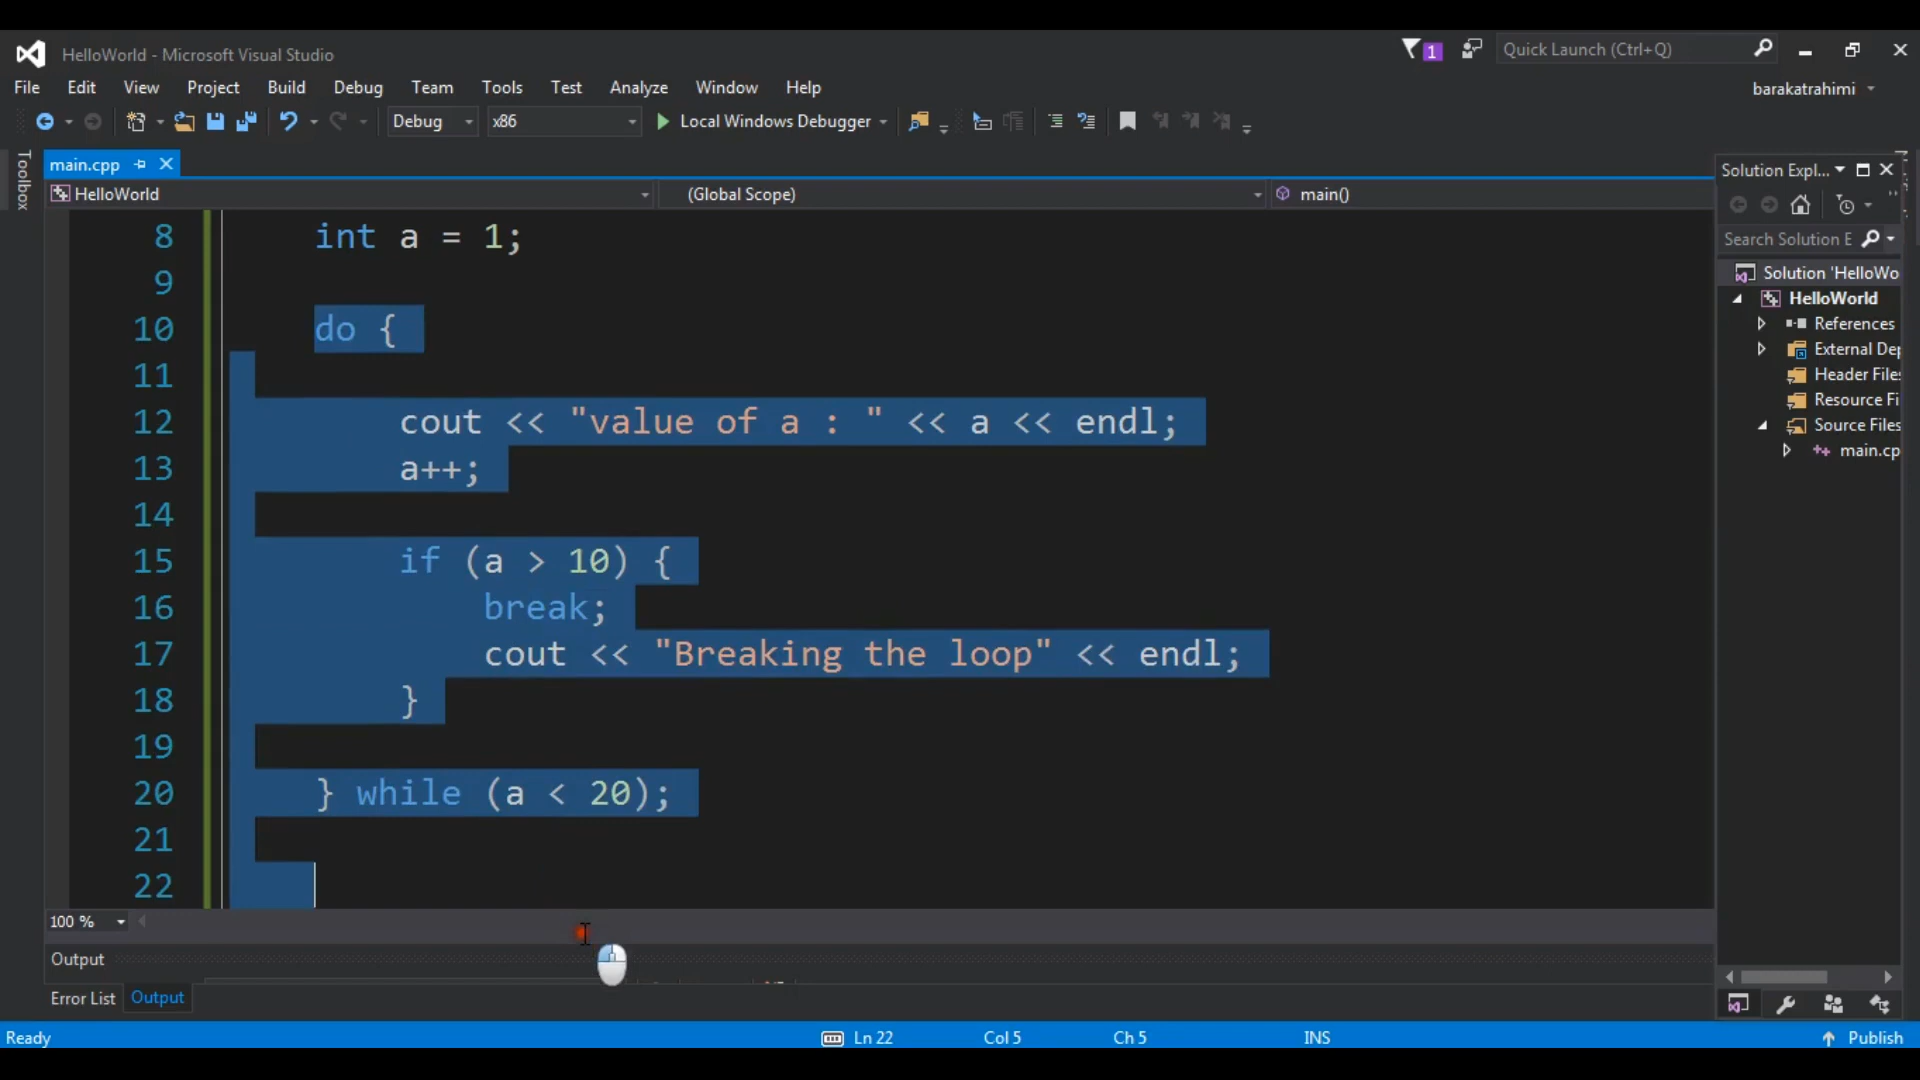 HelloWorld - Microsoft Visual Studio
1
Quick Launch (Ctrl+Q)
File Edit View Project Build Debug Team Tools Test Analyze Window Help
barakatrahimi
Debug x86 Local Windows Debugger
Toolbox
main.cpp
HelloWorld (Global Scope) main()
8 int a = 1;
9
10 do {
11
12 cout << "value of a : " << a << endl;
13 a++;
14
15 if (a > 10) {
16 break;
17 cout << "Breaking the loop" << endl;
18 }
19
20 } while (a < 20);
21
22
100 %
Output
Error List Output
Solution Expl...
Search Solution E
Solution 'HelloWo
HelloWorld
References
External Dep
Header Files
Resource Fi
Source Files
main.cp
Ready Ln 22 Col 5 Ch 5 INS Publish